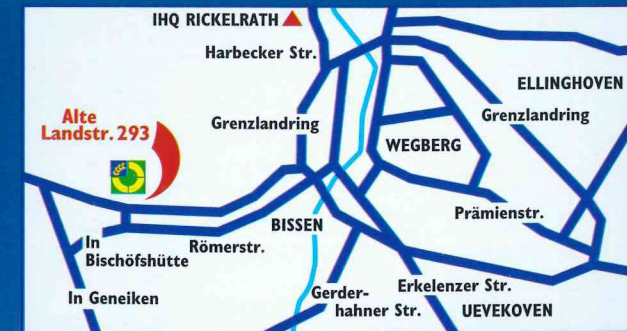 IHQ RICKELRATH
Harbecker Str.
ELLINGHOVEN
Alte
Landstr. 293
Grenzlandring
Grenzlandring
WEGBERG
Prämienstr.
BISSEN
In
Bischöfshütte
Römerstr.
In Geneiken
Gerder-
hahner Str.
Erkelenzer Str.
UEVEKOVEN